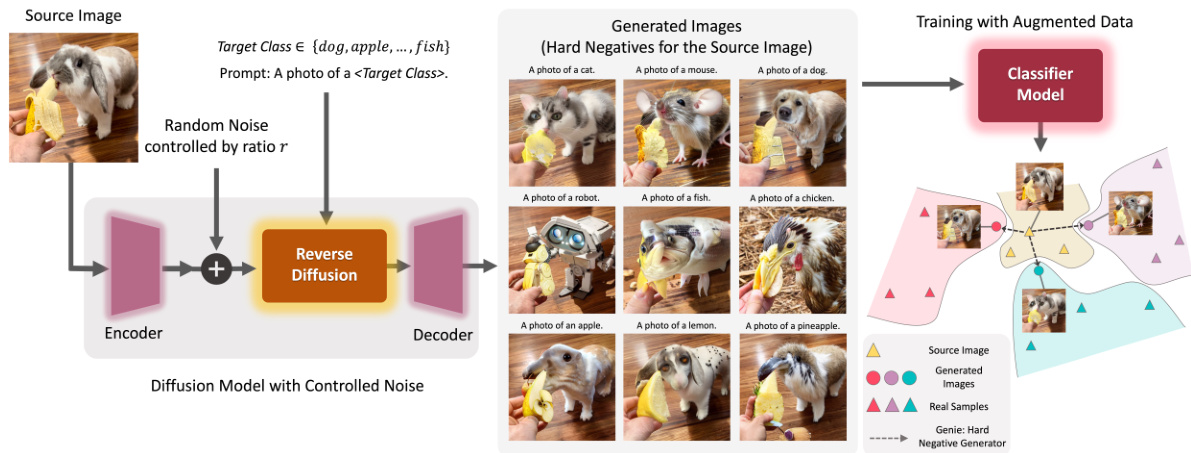 Source Image
Target Class ∈ {dog, apple, ..., fish}
Prompt: A photo of a <Target Class>.
Random Noise
controlled by ratio r
+
Encoder
Reverse
Diffusion
Decoder
Diffusion Model with Controlled Noise
Generated Images
(Hard Negatives for the Source Image)
A photo of a cat.
A photo of a mouse.
A photo of a dog.
A photo of a robot.
A photo of a fish.
A photo of a chicken.
A photo of an apple.
A photo of a lemon.
A photo of a pineapple.
Training with Augmented Data
Classifier
Model
Source Image
Generated
Images
Real Samples
Genie: Hard
Negative Generator